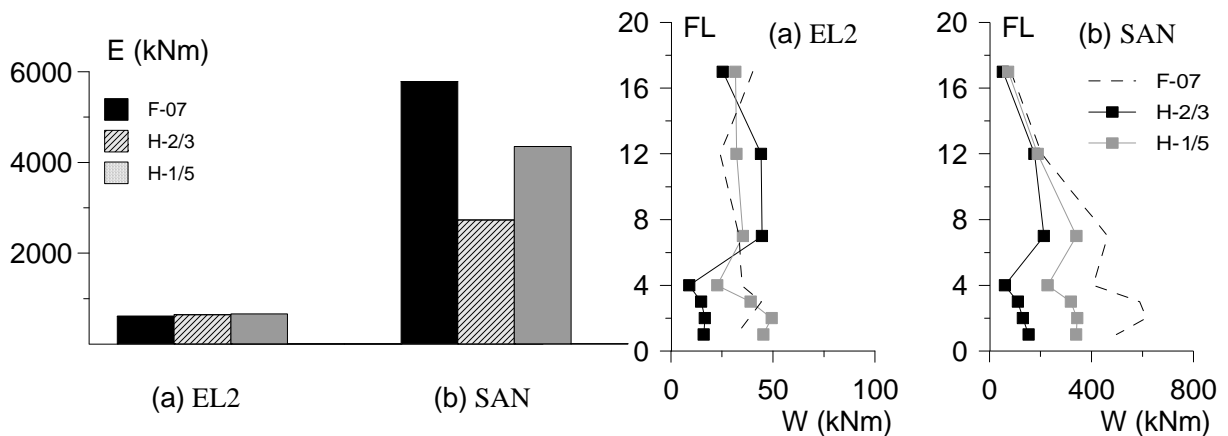 E (kNm)
6000
4000
2000
F-07
H-2/3
H-1/5
(a) EL2
(b) SAN
20
16
12
8
4
0
FL
(a) EL2
0
50
100
W (kNm)
20
16
12
8
4
0
FL
(b) SAN
F-07
H-2/3
H-1/5
0
400
800
W (kNm)